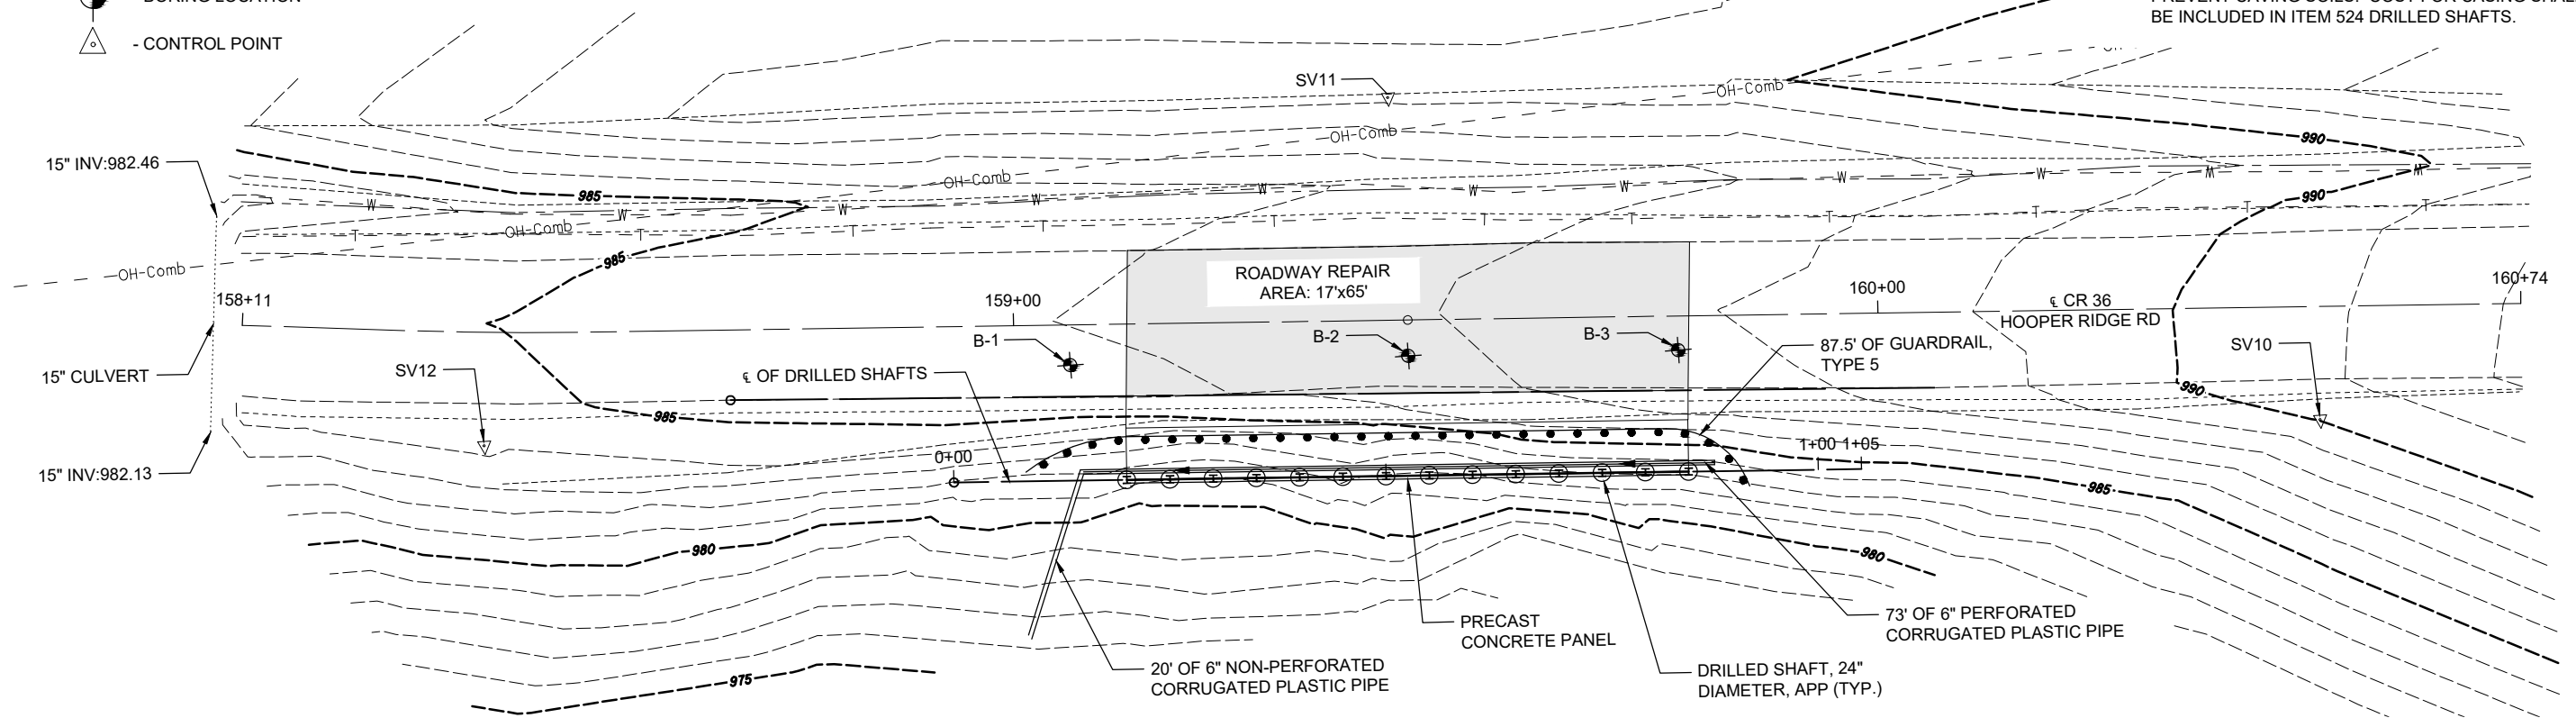 - CONTROL POINT
BE INCLUDED IN ITEM 524 DRILLED SHAFTS.
SV11
OH-Comb
OH-Comb
15" INV:982.46
990
OH-Comb
W
W
W
W
W
W
W
W
W
W
W
985
990
OH-Comb
T
T
T
T
T
T
T
T
T
T
T
985
OH-Comb
ROADWAY REPAIR
AREA: 17'x65'
158+11
159+00
160+00
160+74
℄ CR 36
HOOPER RIDGE RD
B-1
B-2
B-3
87.5' OF GUARDRAIL,
TYPE 5
SV10
15" CULVERT
SV12
℄ OF DRILLED SHAFTS
985
990
0+00
1+00 1+05
15" INV:982.13
985
980
980
PRECAST
CONCRETE PANEL
73' OF 6" PERFORATED
CORRUGATED PLASTIC PIPE
20' OF 6" NON-PERFORATED
CORRUGATED PLASTIC PIPE
DRILLED SHAFT, 24"
DIAMETER, APP (TYP.)
975